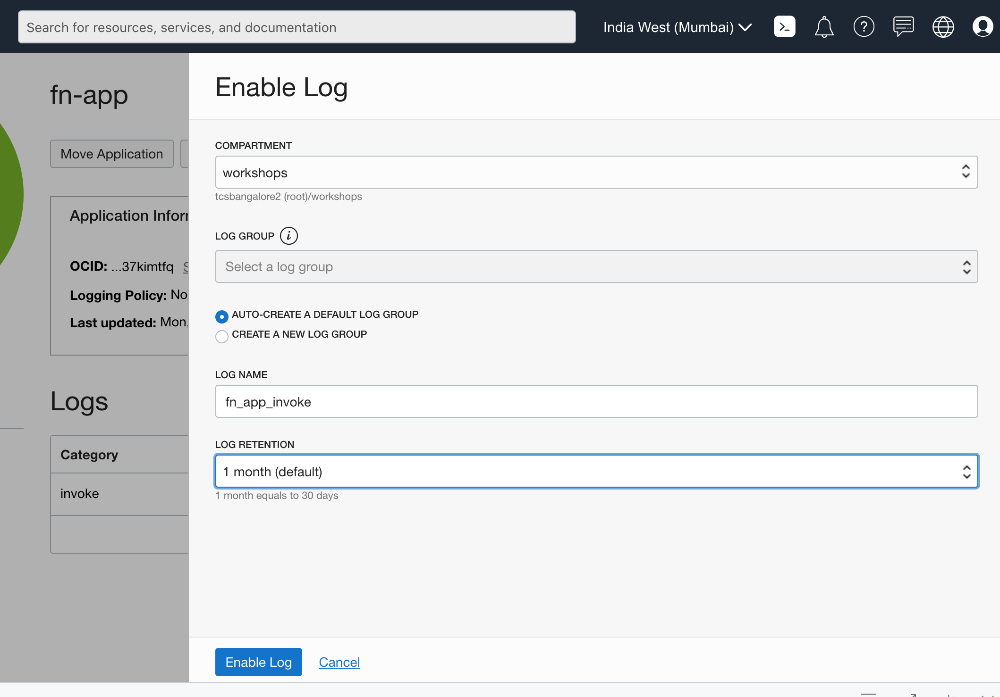 Search for resources, services, and documentation
India West (Mumbai)
fn-app
Move Application
Application Infor
OCID: ...37kimtfq
Logging Policy: No
Last updated: Mon,
Logs
Category
invoke
Enable Log
COMPARTMENT
workshops
tcsbangalore2 (root)/workshops
LOG GROUP i
Select a log group
AUTO-CREATE A DEFAULT LOG GROUP
CREATE A NEW LOG GROUP
LOG NAME
fn_app_invoke
LOG RETENTION
1 month (default)
1 month equals to 30 days
Enable Log
Cancel